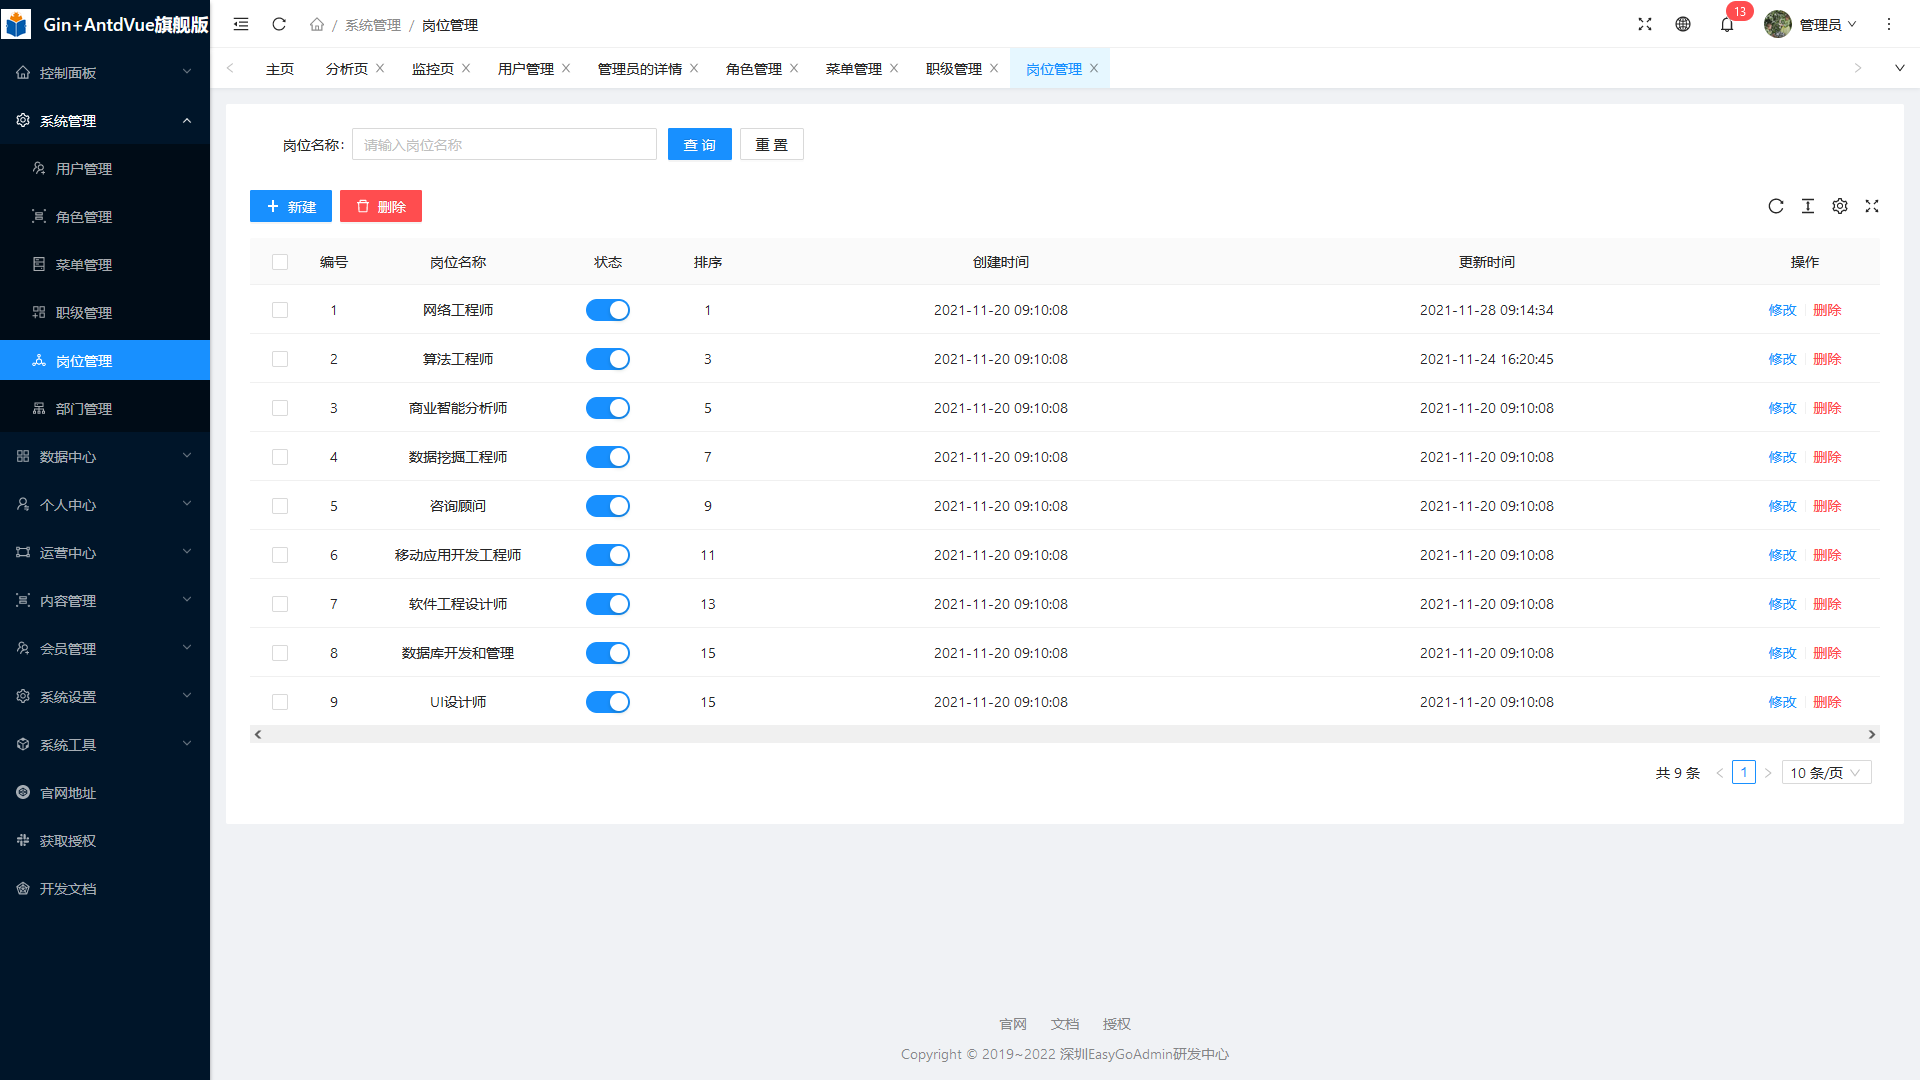 Gin+AntdVue旗舰版
控制面板
系统管理
用户管理
角色管理
菜单管理
职级管理
岗位管理
部门管理
数据中心
个人中心
运营中心
内容管理
会员管理
系统设置
系统工具
官网地址
获取授权
开发文档
/ 系统管理 / 岗位管理
13
管理员
主页 分析页 监控页 用户管理 管理员的详情 角色管理 菜单管理 职级管理 岗位管理
岗位名称: 请输入岗位名称 查 询 重 置
新建 删除
编号 岗位名称 状态 排序 创建时间 更新时间 操作
1 网络工程师 1 2021-11-20 09:10:08 2021-11-28 09:14:34 修改 删除
2 算法工程师 3 2021-11-20 09:10:08 2021-11-24 16:20:45 修改 删除
3 商业智能分析师 5 2021-11-20 09:10:08 2021-11-20 09:10:08 修改 删除
4 数据挖掘工程师 7 2021-11-20 09:10:08 2021-11-20 09:10:08 修改 删除
5 咨询顾问 9 2021-11-20 09:10:08 2021-11-20 09:10:08 修改 删除
6 移动应用开发工程师 11 2021-11-20 09:10:08 2021-11-20 09:10:08 修改 删除
7 软件工程设计师 13 2021-11-20 09:10:08 2021-11-20 09:10:08 修改 删除
8 数据库开发和管理 15 2021-11-20 09:10:08 2021-11-20 09:10:08 修改 删除
9 UI设计师 15 2021-11-20 09:10:08 2021-11-20 09:10:08 修改 删除
共 9 条 1 10 条/页
官网 文档 授权
Copyright © 2019~2022 深圳EasyGoAdmin研发中心